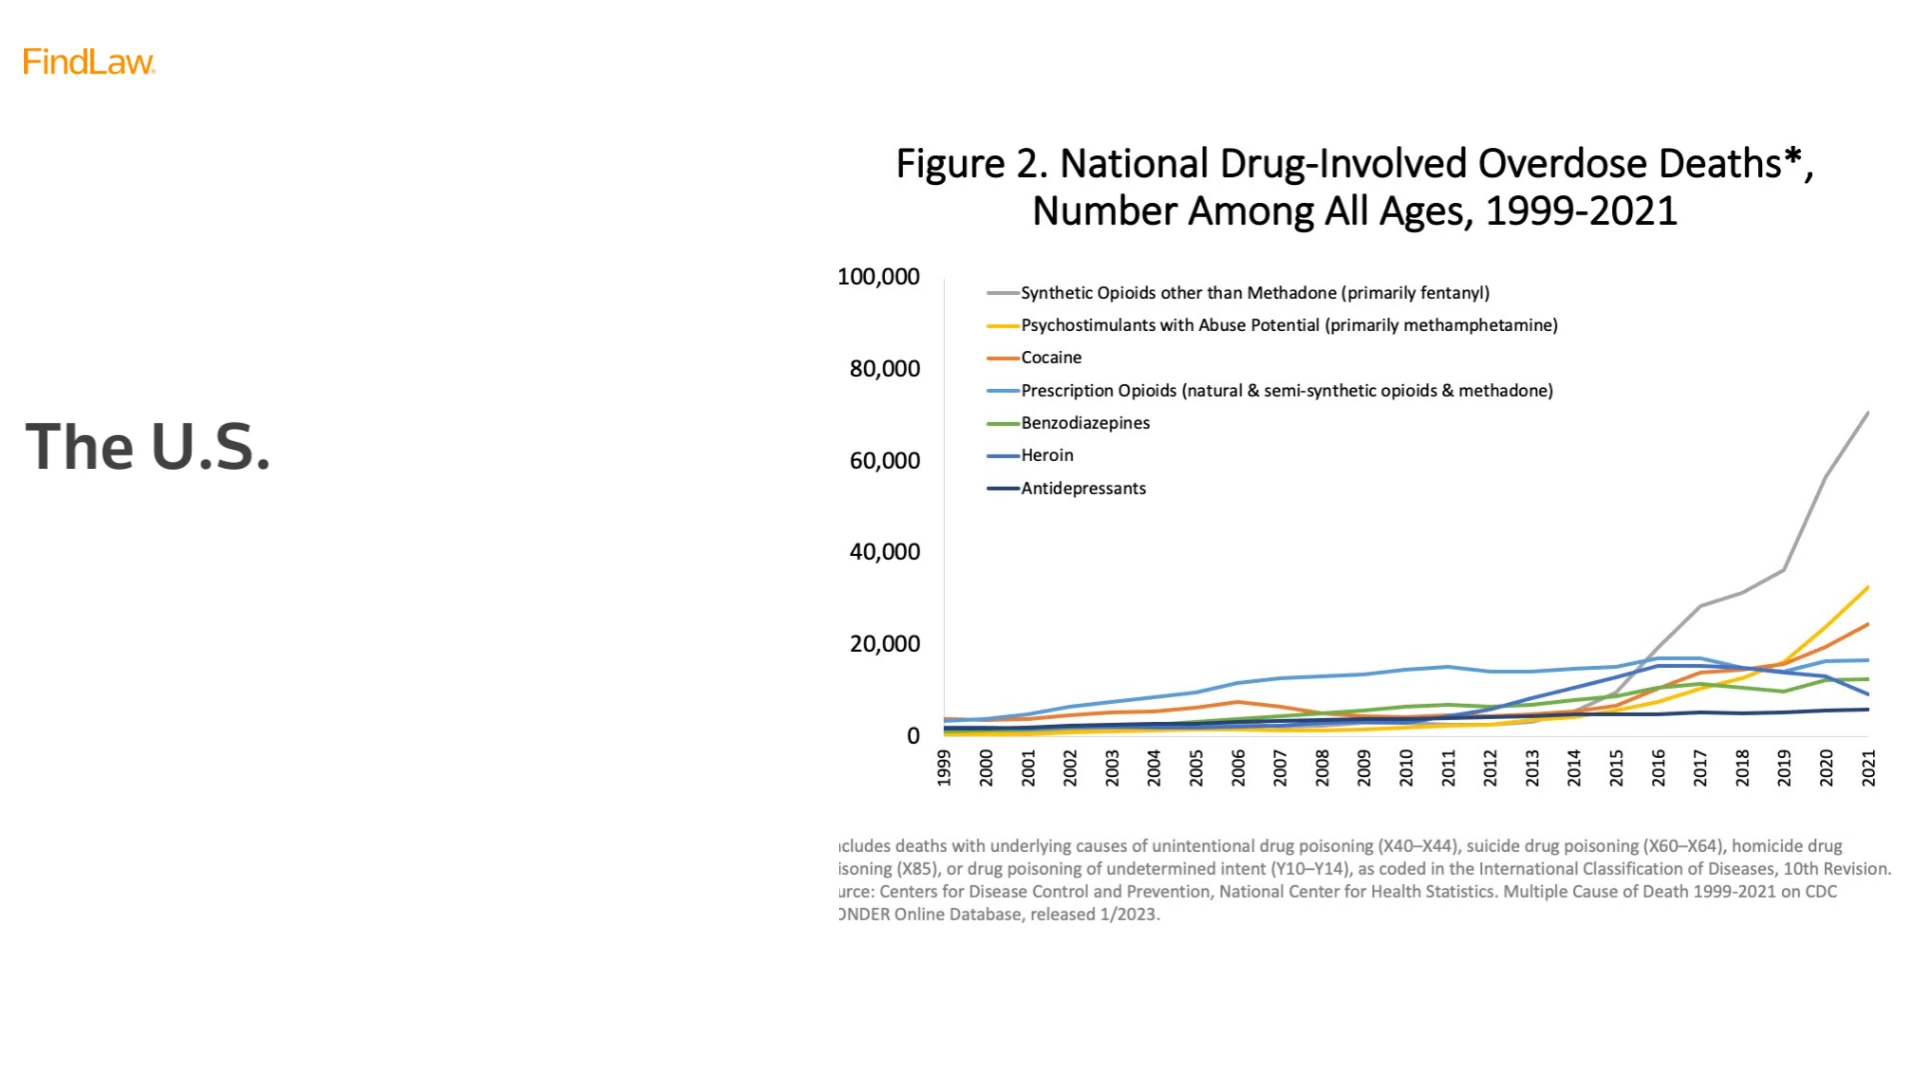 FindLaw.
The U.S.
Figure 2. National Drug-Involved Overdose Deaths*,
Number Among All Ages, 1999-2021
100,000
80,000
60,000
40,000
20,000
0
Synthetic Opioids other than Methadone (primarily fentanyl)
Psychostimulants with Abuse Potential (primarily methamphetamine)
Cocaine
Prescription Opioids (natural & semi-synthetic opioids & methadone)
Benzodiazepines
Heroin
Antidepressants
1999
2000
2001
2002
2003
2004
2005
2006
2007
2008
2009
2010
2011
2012
2013
2014
2015
2016
2017
2018
2019
2020
2021
cludes deaths with underlying causes of unintentional drug poisoning (X40–X44), suicide drug poisoning (X60–X64), homicide drug
isoning (X85), or drug poisoning of undetermined intent (Y10–Y14), as coded in the International Classification of Diseases, 10th Revision.
urce: Centers for Disease Control and Prevention, National Center for Health Statistics. Multiple Cause of Death 1999-2021 on CDC
ONDER Online Database, released 1/2023.